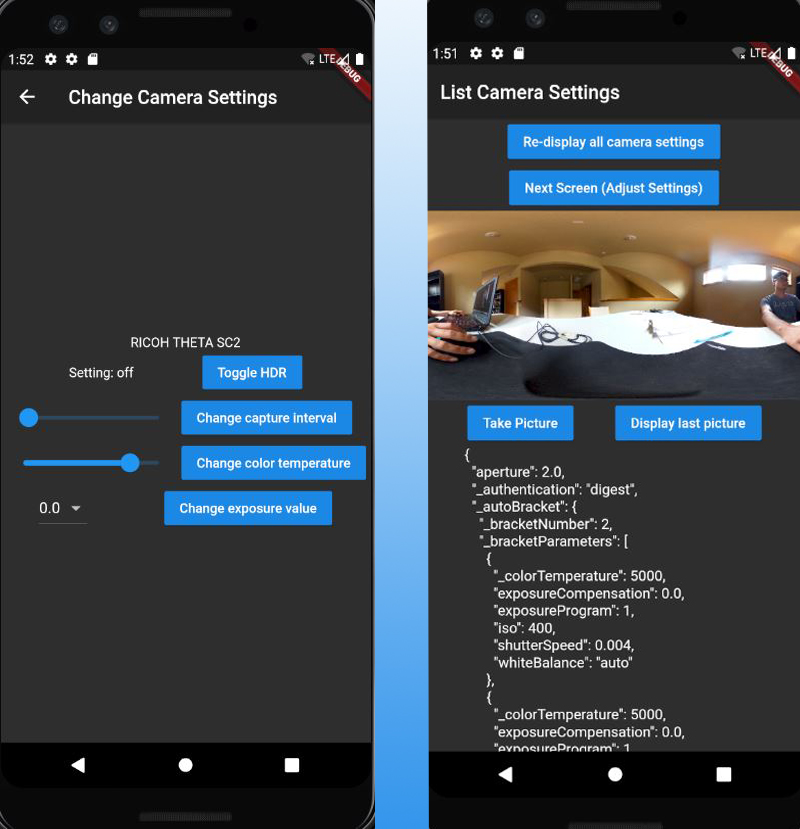 1:52
LTE
DEBUG
Change Camera Settings
RICOH THETA SC2
Setting: off
Toggle HDR
Change capture interval
Change color temperature
0.0
Change exposure value
1:51
LTE
DEBUG
List Camera Settings
Re-display all camera settings
Next Screen (Adjust Settings)
Take Picture
Display last picture
{
"aperture": 2.0,
"_authentication": "digest",
"_autoBracket": {
"_bracketNumber": 2,
"_bracketParameters": [
{
"_colorTemperature": 5000,
"exposureCompensation": 0.0,
"exposureProgram": 1,
"iso": 400,
"shutterSpeed": 0.004,
"whiteBalance": "auto"
},
{
"_colorTemperature": 5000,
"exposureCompensation": 0.0,
"exposureProgram": 1